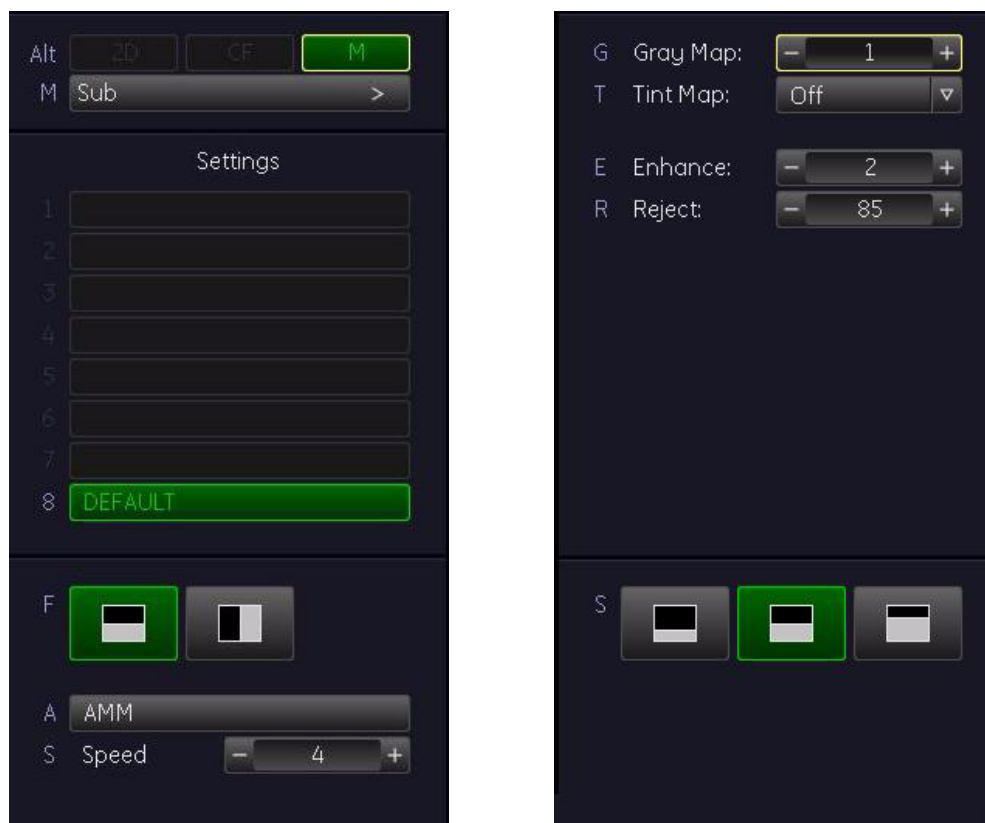 Alt 2D CF M
M Sub >
Settings
1
2
3
4
5
6
7
8 DEFAULT
F
A AMM
S Speed − 4 +
G Gray Map: − 1 +
T Tint Map: Off
E Enhance: − 2 +
R Reject: − 85 +
S